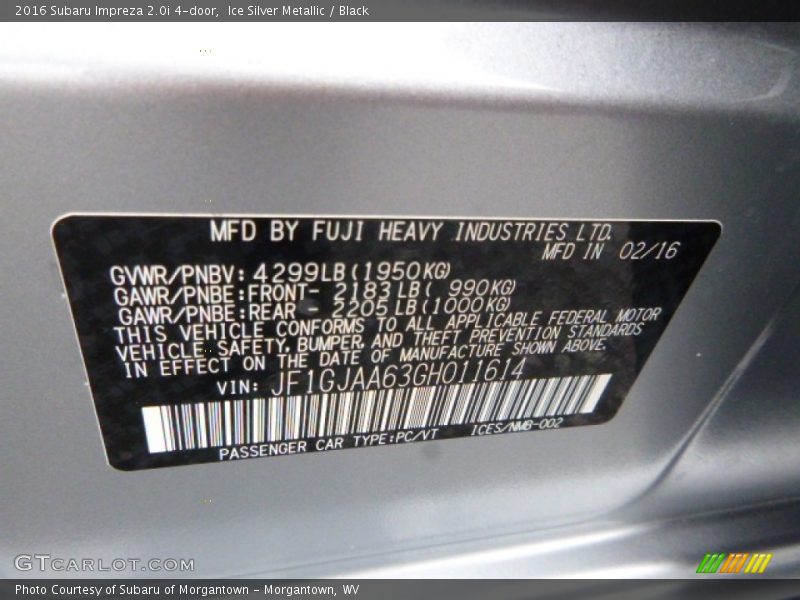 2016 Subaru Impreza 2.0i 4-door, Ice Silver Metallic / Black
MFD BY FUJI HEAVY INDUSTRIES LTD.
MFD IN 02/16
GVWR/PNBV: 4299LB(1950KG)
GAWR/PNBE:FRONT- 2183LB( 990KG)
GAWR/PNBE:REAR - 2205LB(1000KG)
THIS VEHICLE CONFORMS TO ALL APPLICABLE FEDERAL MOTOR
VEHICLE SAFETY, BUMPER, AND THEFT PREVENTION STANDARDS
IN EFFECT ON THE DATE OF MANUFACTURE SHOWN ABOVE.
VIN: JF1GJAA63GH011614
PASSENGER CAR TYPE:PC/VT ICES/NMB-002
GTCARLOT.COM
Photo Courtesy of Subaru of Morgantown - Morgantown, WV